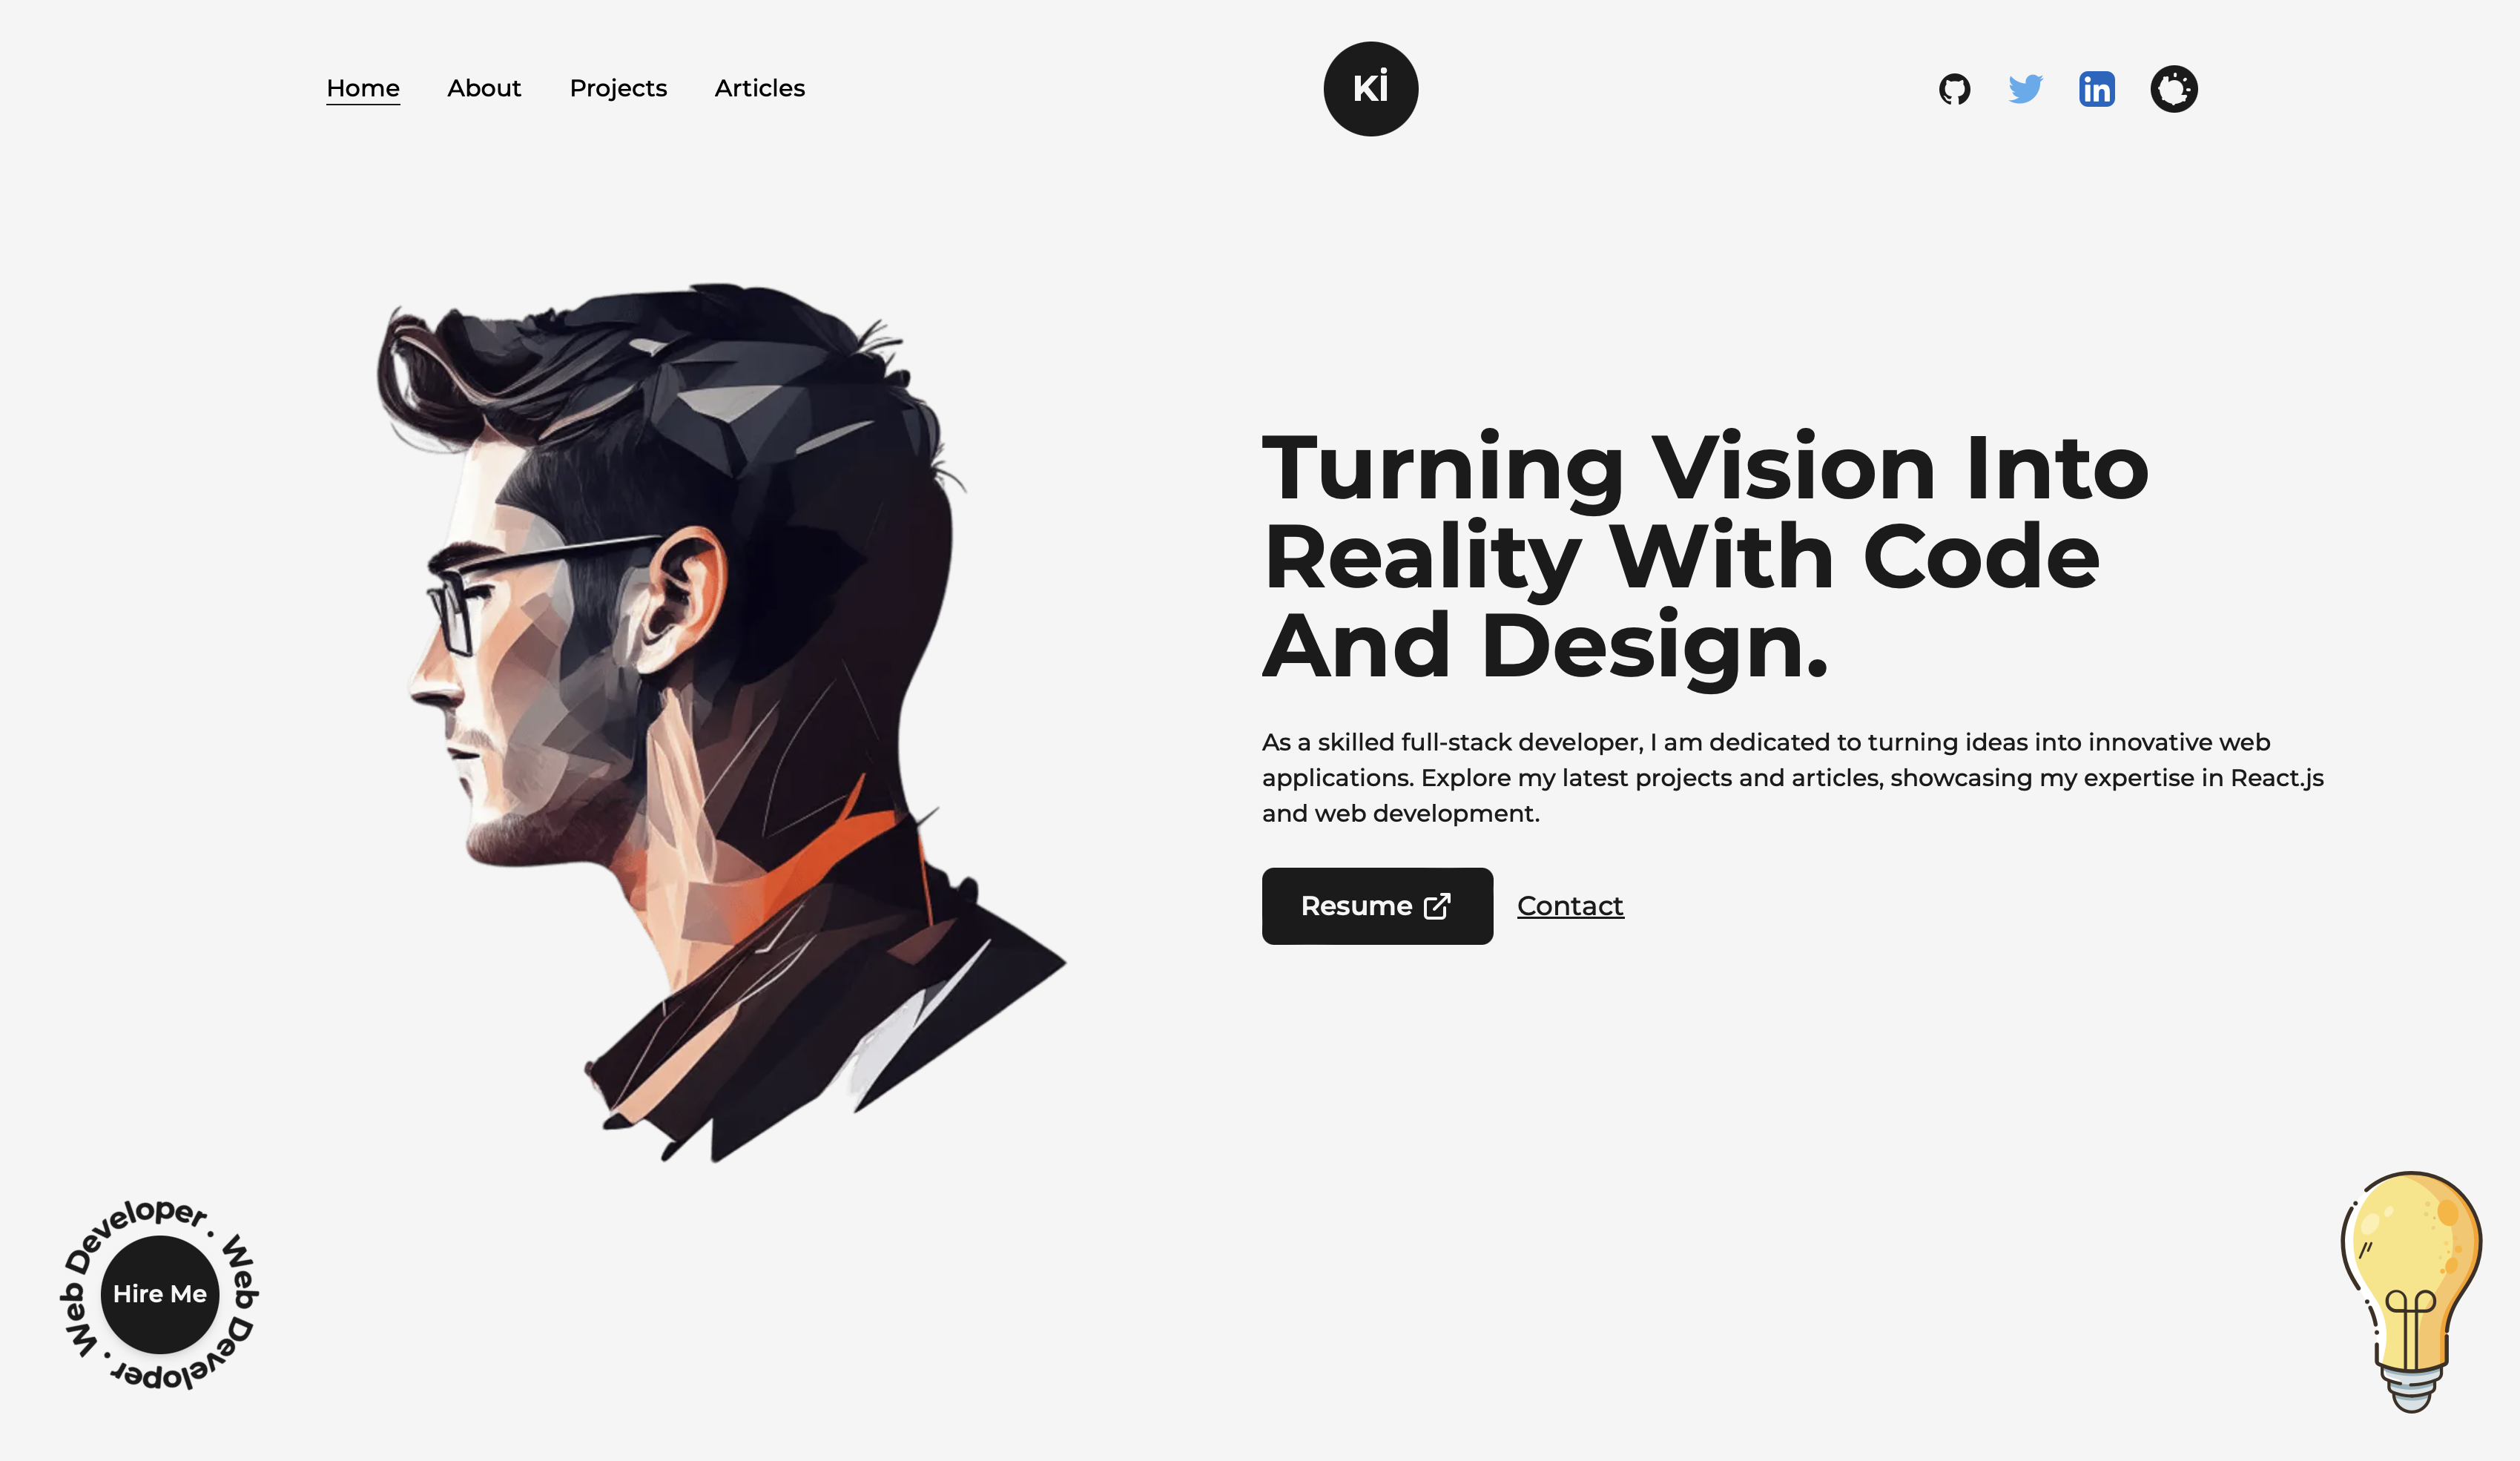 Home
About
Projects
Articles
Kİ
in
Turning Vision Into
Reality With Code
And Design.
As a skilled full-stack developer, I am dedicated to turning ideas into innovative web
applications. Explore my latest projects and articles, showcasing my expertise in React.js
and web development.
Resume
Contact
Web Developer . Web Developer .
Hire Me